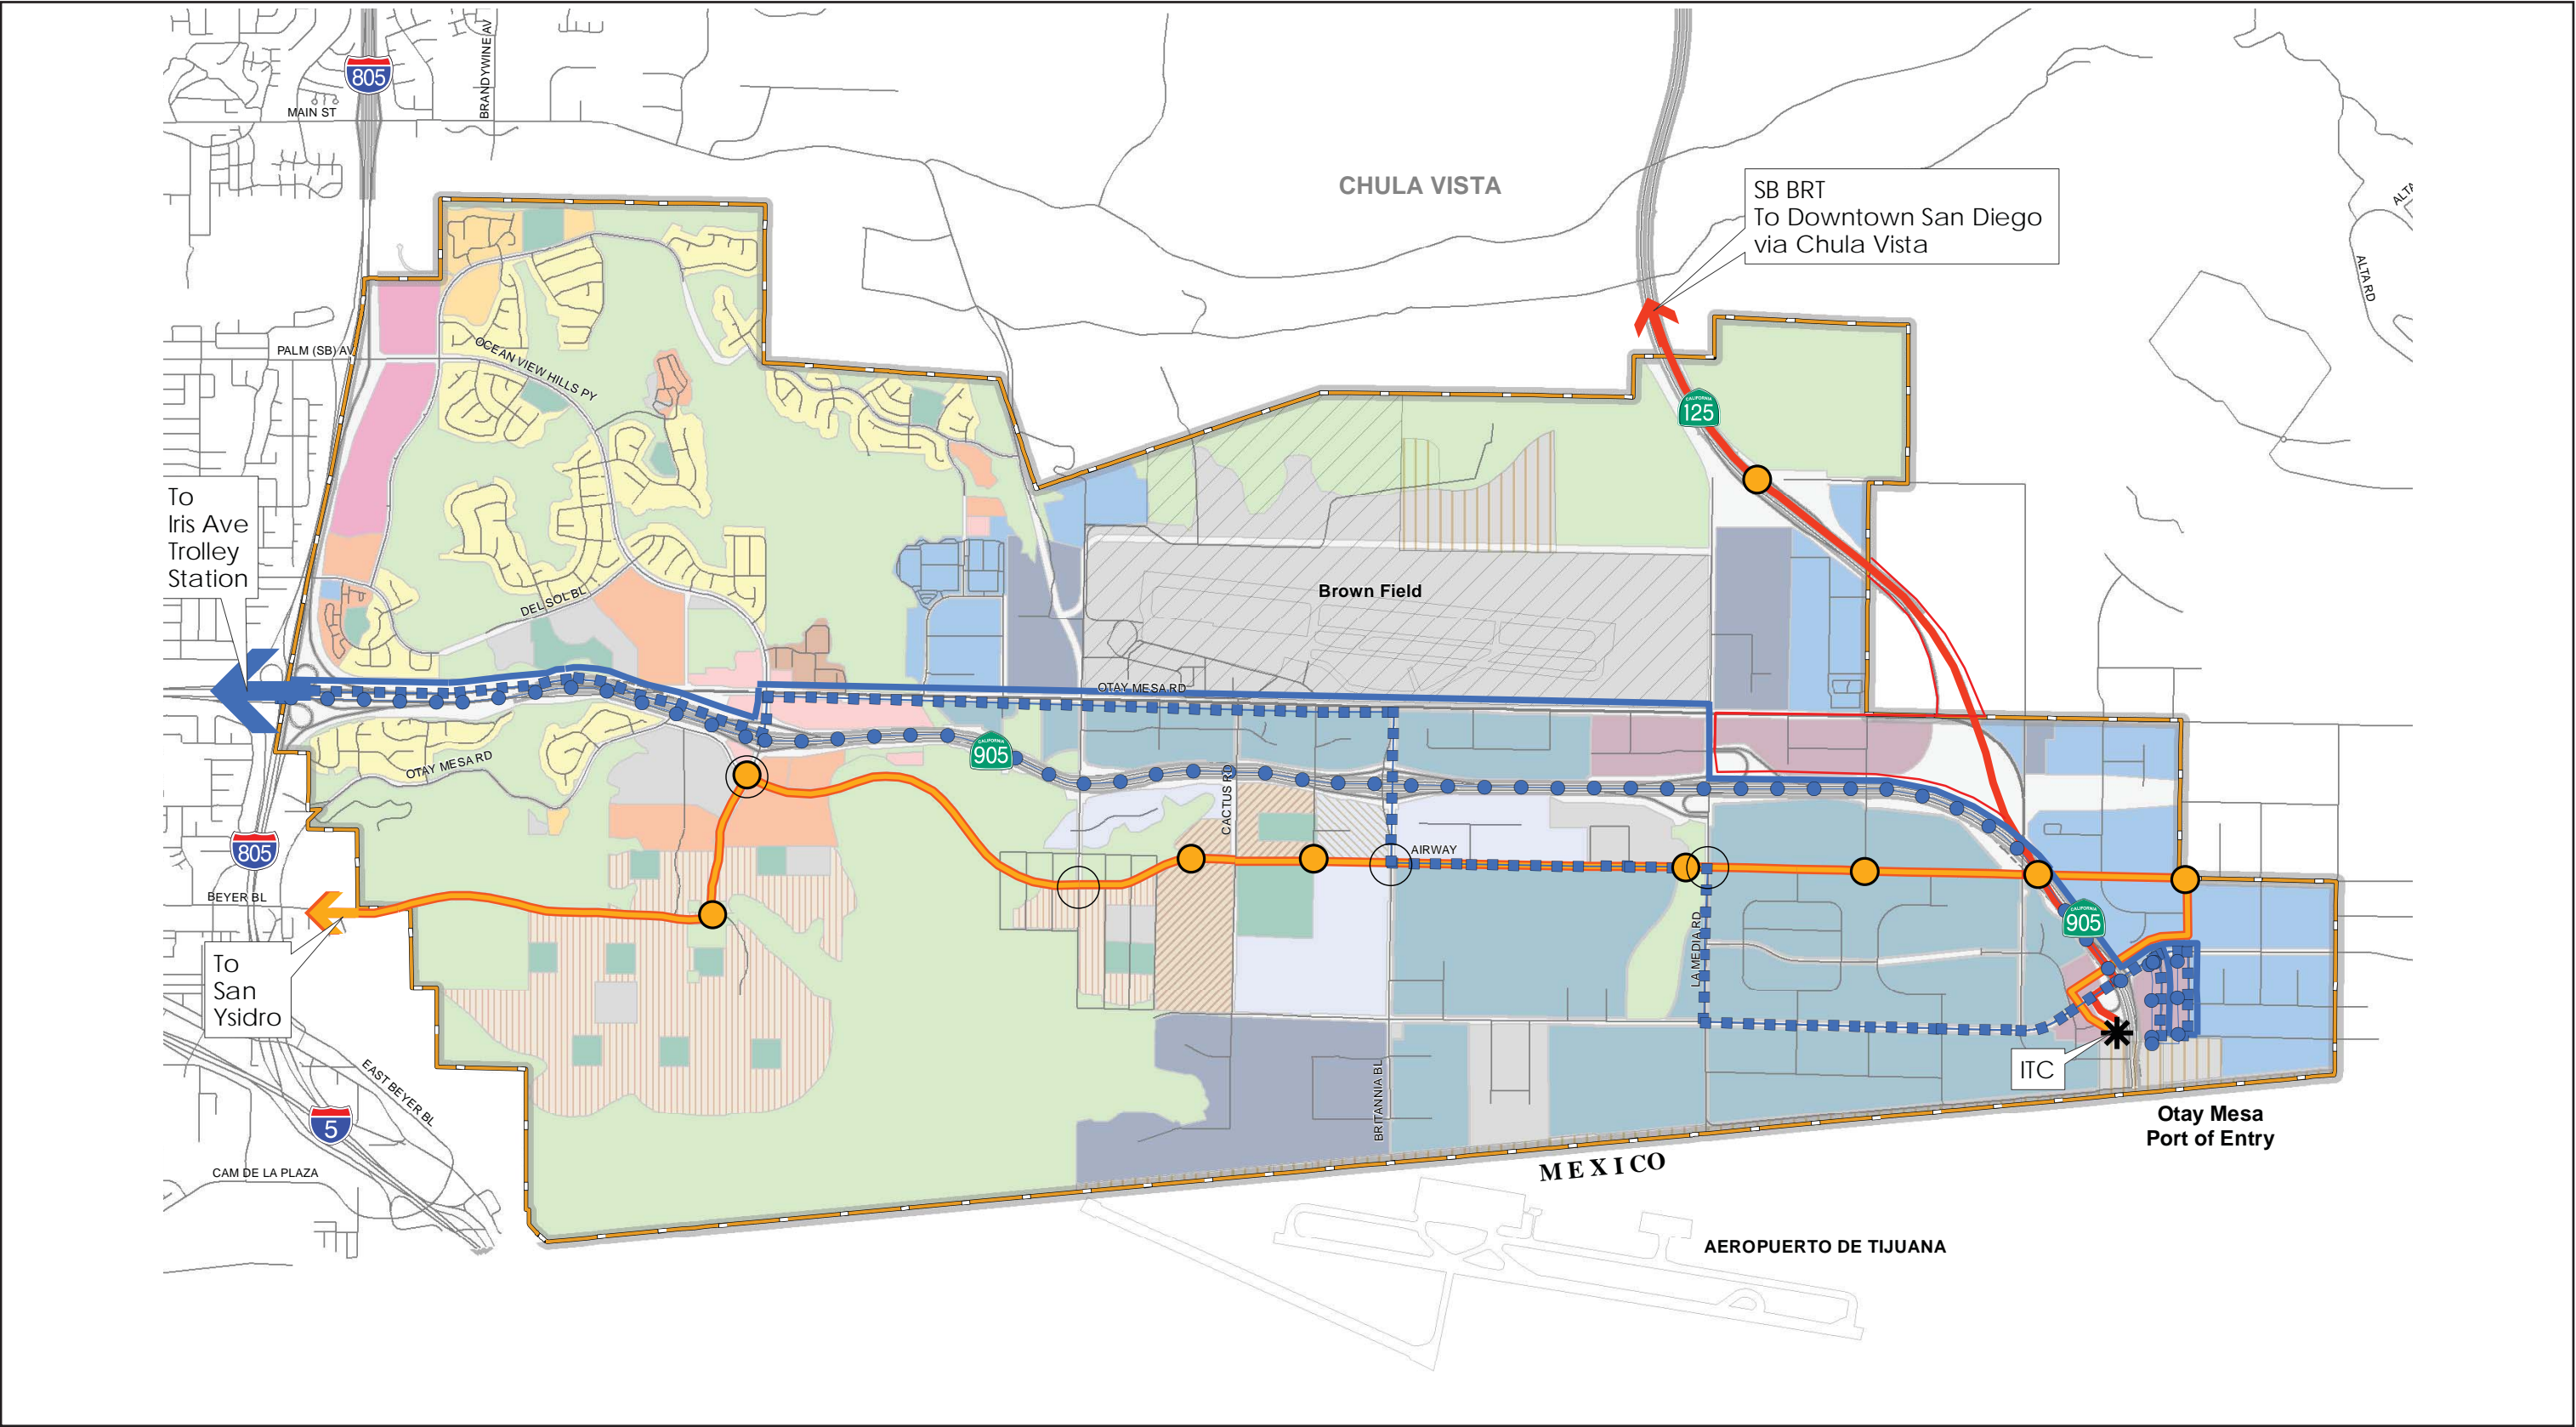 805
MAIN ST
BRANDYWINE AV
CHULA VISTA
SB BRT
To Downtown San Diego
via Chula Vista
ALTA RD
PALM (SB) AV
OCEAN VIEW HILLS PY
CALIFORNIA
125
To
Iris Ave
Trolley
Station
DEL SOL BL
Brown Field
OTAY MESA RD
OTAY MESA RD
CALIFORNIA
905
CACTUS RD
805
AIRWAY
BEYER BL
CALIFORNIA
905
LA MEDIA RD
To
San
Ysidro
ITC
EAST BEYER BL
BRITANNIA BL
5
Otay Mesa
Port of Entry
CAM DE LA PLAZA
MEXICO
AEROPUERTO DE TIJUANA